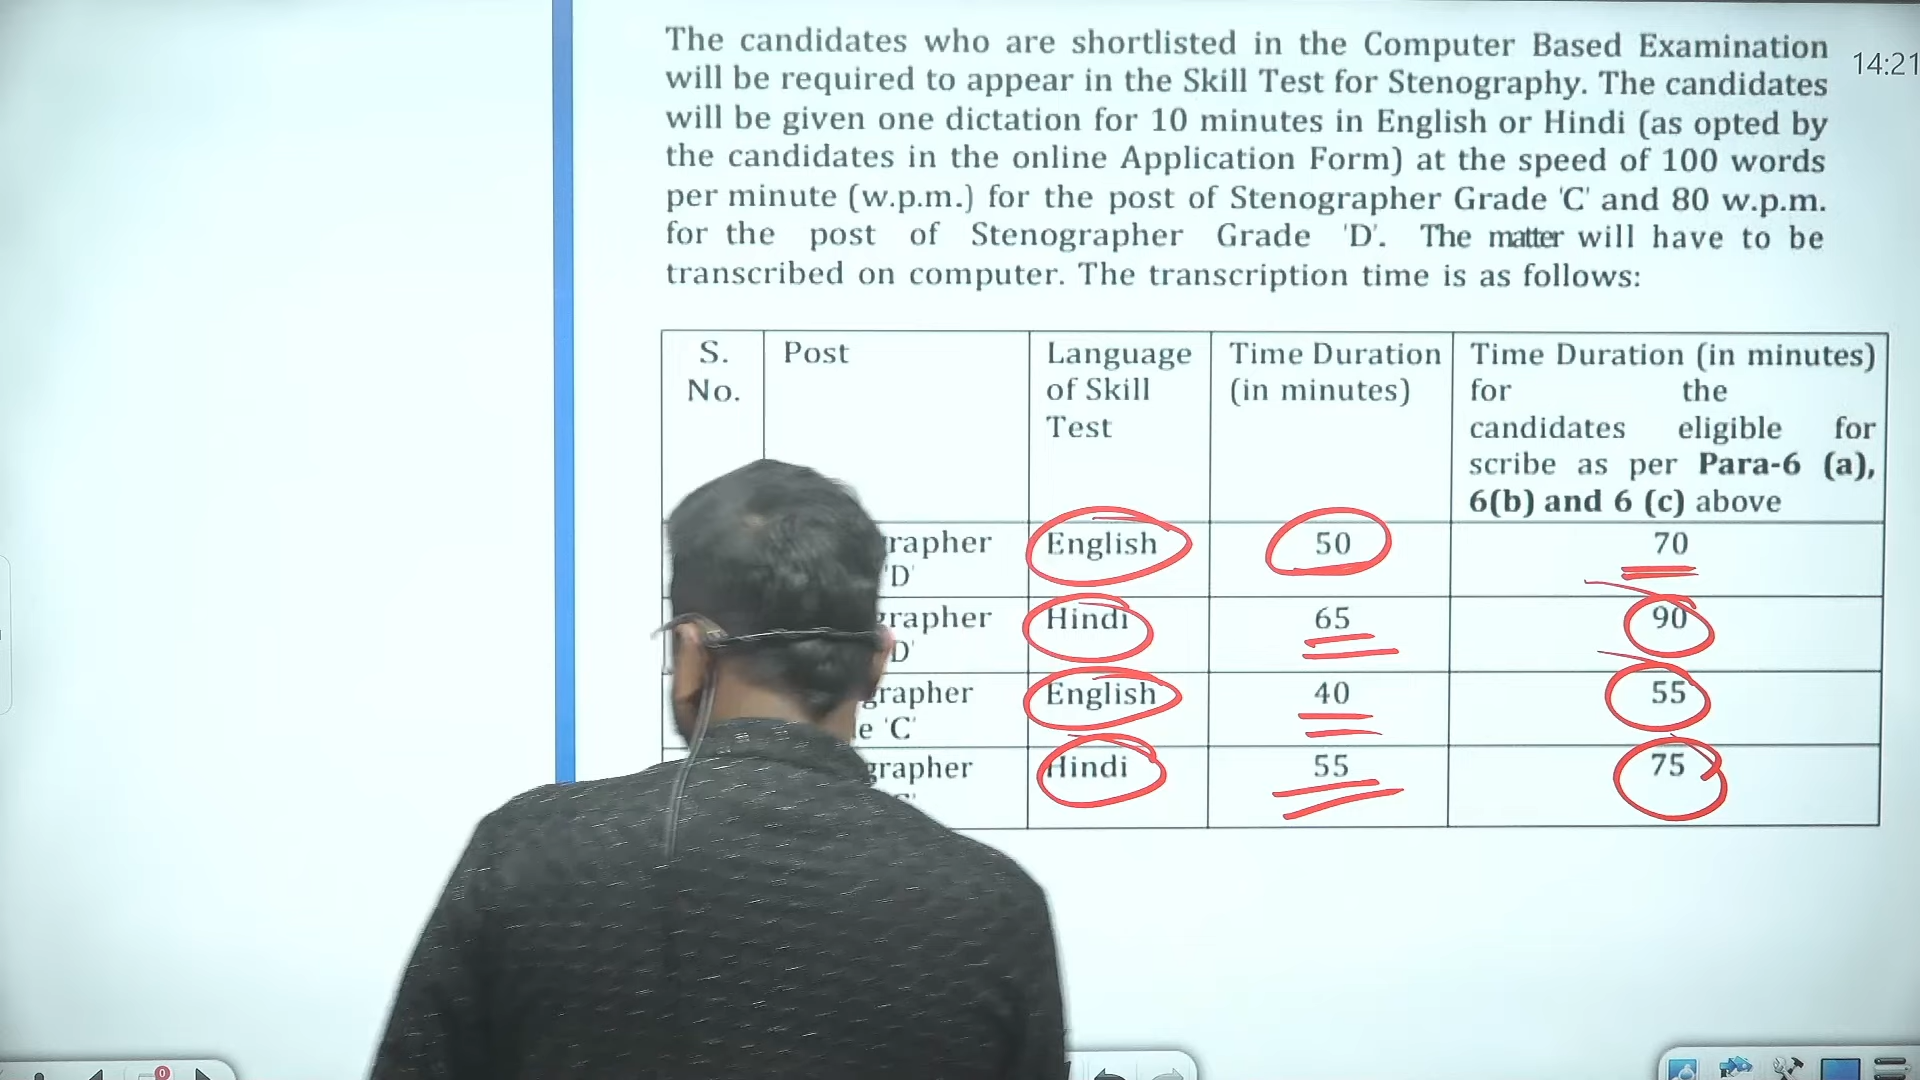 The candidates who are shortlisted in the Computer Based Examination
14:21
will be required to appear in the Skill Test for Stenography. The candidates
will be given one dictation for 10 minutes in English or Hindi (as opted by
the candidates in the online Application Form) at the speed of 100 words
per minute (w.p.m.) for the post of Stenographer Grade 'C' and 80 w.p.m.
for the post of Stenographer Grade 'D'. The matter will have to be
transcribed on computer. The transcription time is as follows:
S. No.
Post
Language of Skill Test
Time Duration (in minutes)
Time Duration (in minutes)
for the
candidates eligible for
scribe as per Para-6 (a),
6(b) and 6 (c) above
rapher English 50 70
'D'
rapher Hindi 65 90
D'
grapher English 40 55
e 'C'
grapher Hindi 55 75
0